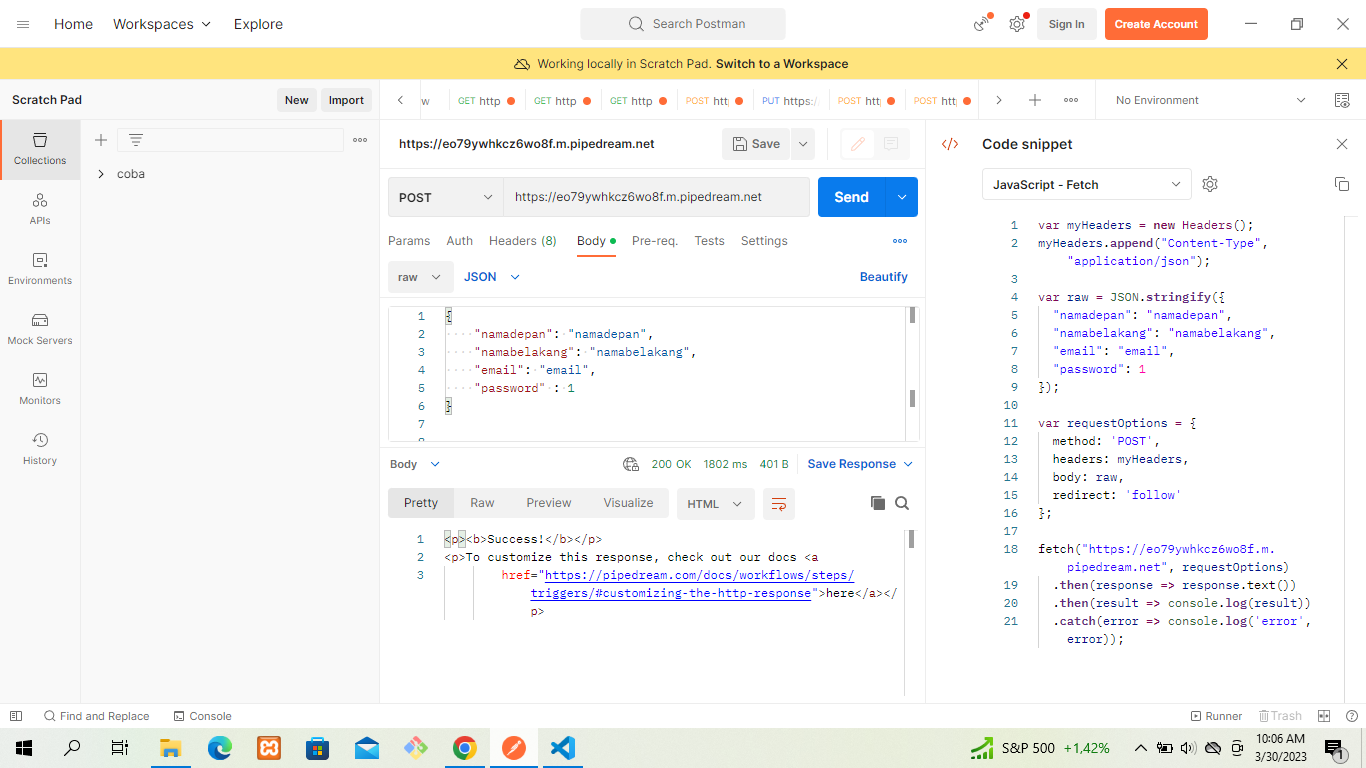 Home Workspaces Explore Search Postman Sign In Create Account
Working locally in Scratch Pad. Switch to a Workspace
Scratch Pad New Import
w GET http GET http GET http POST htt PUT https:/ POST htt POST htt No Environment
Collections
APIs
Environments
Mock Servers
Monitors
History
coba
https://eo79ywhkcz6wo8f.m.pipedream.net Save
POST https://eo79ywhkcz6wo8f.m.pipedream.net Send
Params Auth Headers (8) Body Pre-req. Tests Settings
raw JSON Beautify
1 {
2 "namadepan": "namadepan",
3 "namabelakang": "namabelakang",
4 "email": "email",
5 "password" : 1
6 }
7
8
Body 200 OK 1802 ms 401 B Save Response
Pretty Raw Preview Visualize HTML
1 <p><b>Success!</b></p>
2 <p>To customize this response, check out our docs <a
3 href="https://pipedream.com/docs/workflows/steps/
triggers/#customizing-the-http-response">here</a></
p>
Code snippet
JavaScript - Fetch
1 var myHeaders = new Headers();
2 myHeaders.append("Content-Type",
"application/json");
3
4 var raw = JSON.stringify({
5 "namadepan": "namadepan",
6 "namabelakang": "namabelakang",
7 "email": "email",
8 "password": 1
9 });
10
11 var requestOptions = {
12 method: 'POST',
13 headers: myHeaders,
14 body: raw,
15 redirect: 'follow'
16 };
17
18 fetch("https://eo79ywhkcz6wo8f.m.
pipedream.net", requestOptions)
19 .then(response => response.text())
20 .then(result => console.log(result))
21 .catch(error => console.log('error',
error));
Find and Replace Console Runner Trash
S&P 500 +1,42% 10:06 AM
3/30/2023
1